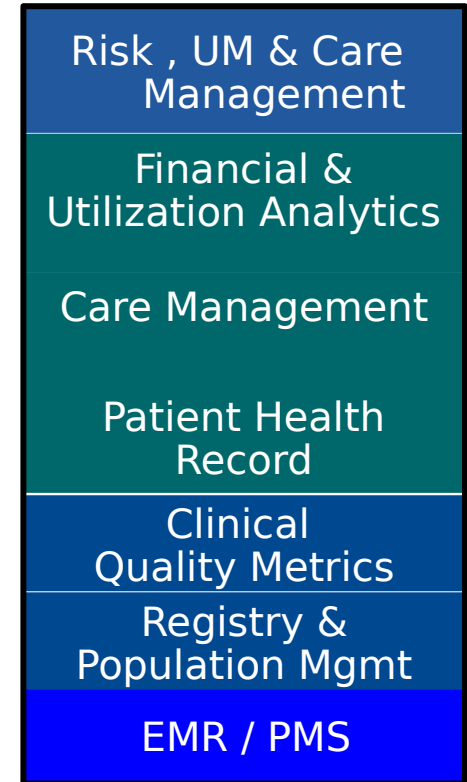 Risk , UM & Care
Management
Financial &
Utilization Analytics
Care Management
Patient Health
Record
Clinical
Quality Metrics
Registry &
Population Mgmt
EMR / PMS